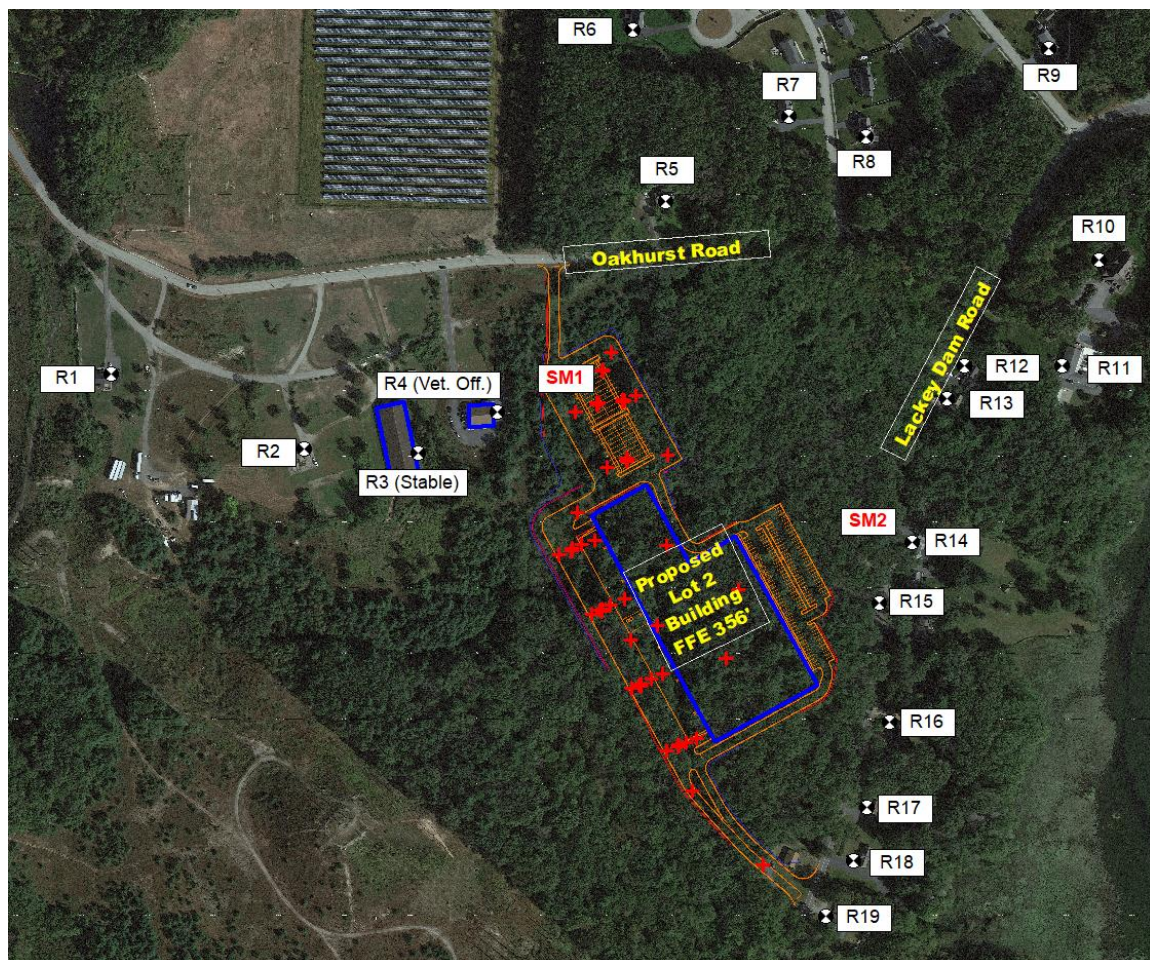 R6
R9
R7
R8
R5
Oakhurst Road
R10
Lackey Dam Road
R1
R4 (Vet. Off.)
SM1
R12
R11
R13
R2
R3 (Stable)
SM2
R14
Proposed
Lot 2
Building
FFE 356'
R15
R16
R17
R18
R19